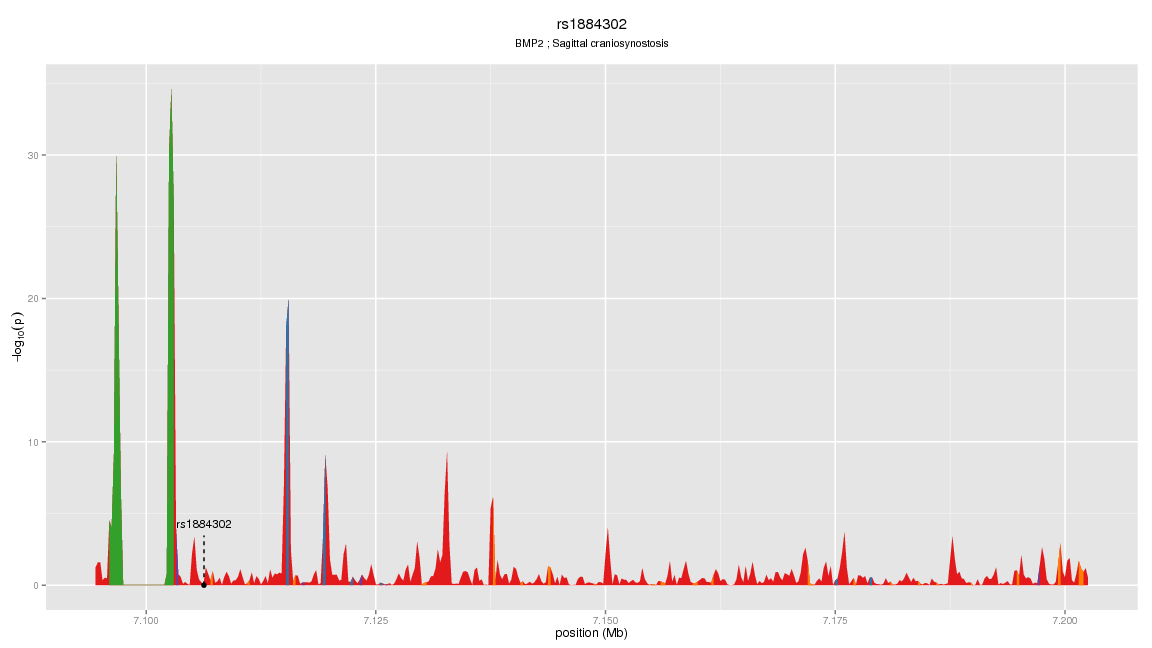 rs1884302
BMP2 ; Sagittal craniosynostosis
−log10(p)
30
20
10
0
rs1884302
7.100
7.125
7.150
7.175
7.200
position (Mb)